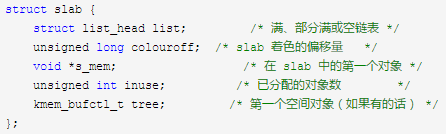 struct slab {
struct list_head list; /* 满、部分满或空链表 */
unsigned long colouroff; /* slab 着色的偏移量 */
void *s_mem; /* 在 slab 中的第一个对象 */
unsigned int inuse; /* 已分配的对象数 */
kmem_bufctl_t tree; /* 第一个空间对象（如果有的话） */
};